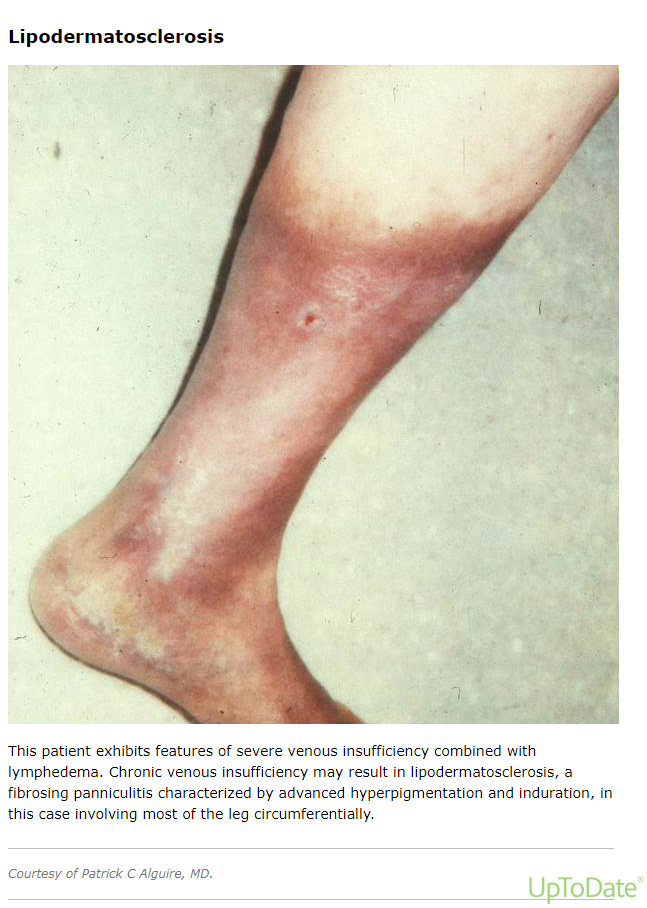 Lipodermatosclerosis
This patient exhibits features of severe venous insufficiency combined with
lymphedema. Chronic venous insufficiency may result in lipodermatosclerosis, a
fibrosing panniculitis characterized by advanced hyperpigmentation and induration, in
this case involving most of the leg circumferentially.
Courtesy of Patrick C Alguire, MD.
UpToDate®